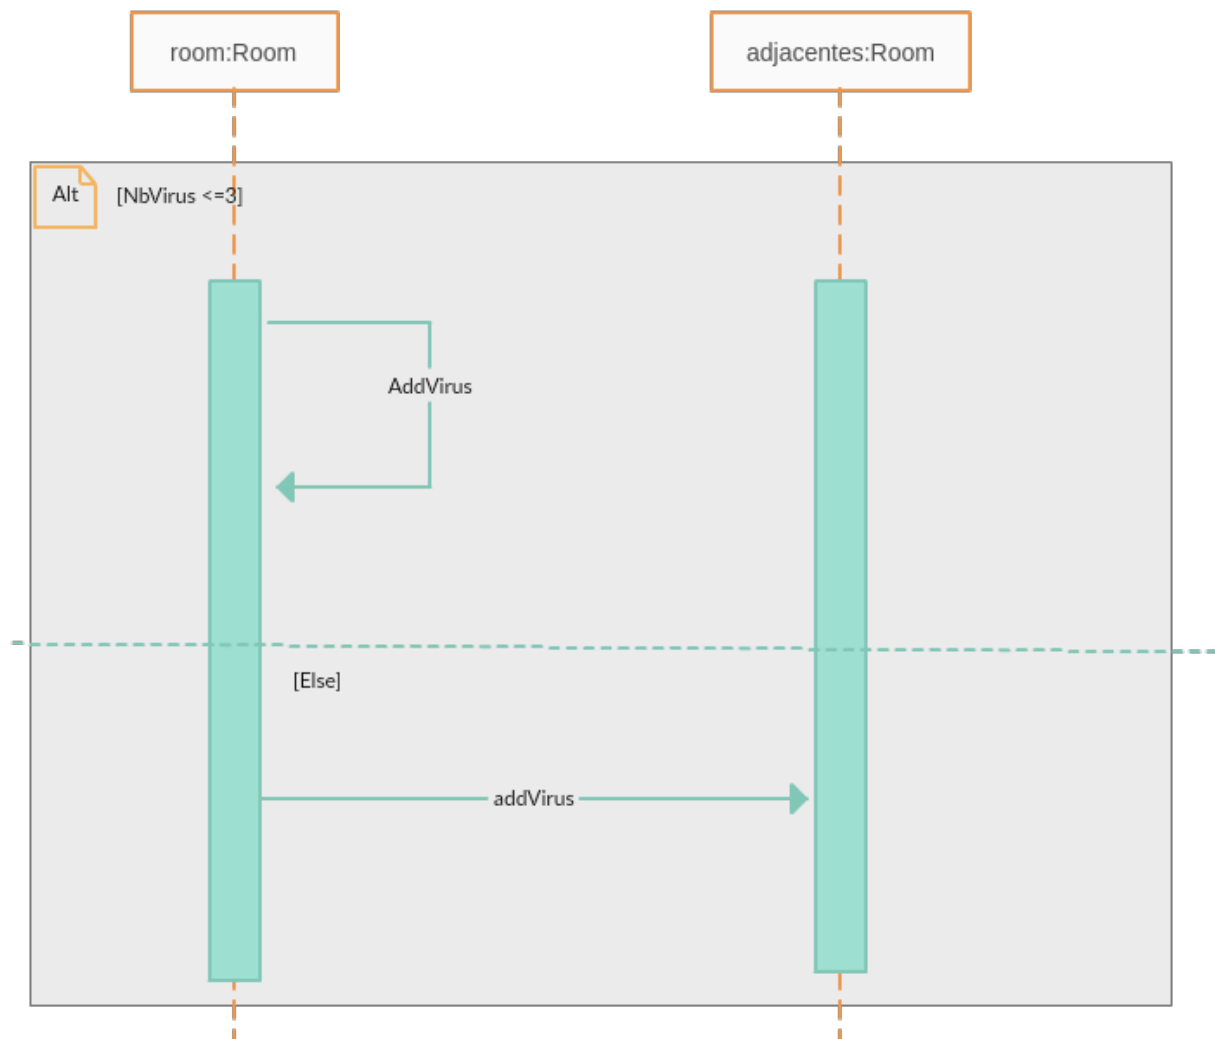 room:Room
adjacentes:Room
Alt
[NbVirus <=3]
AddVirus
[Else]
addVirus